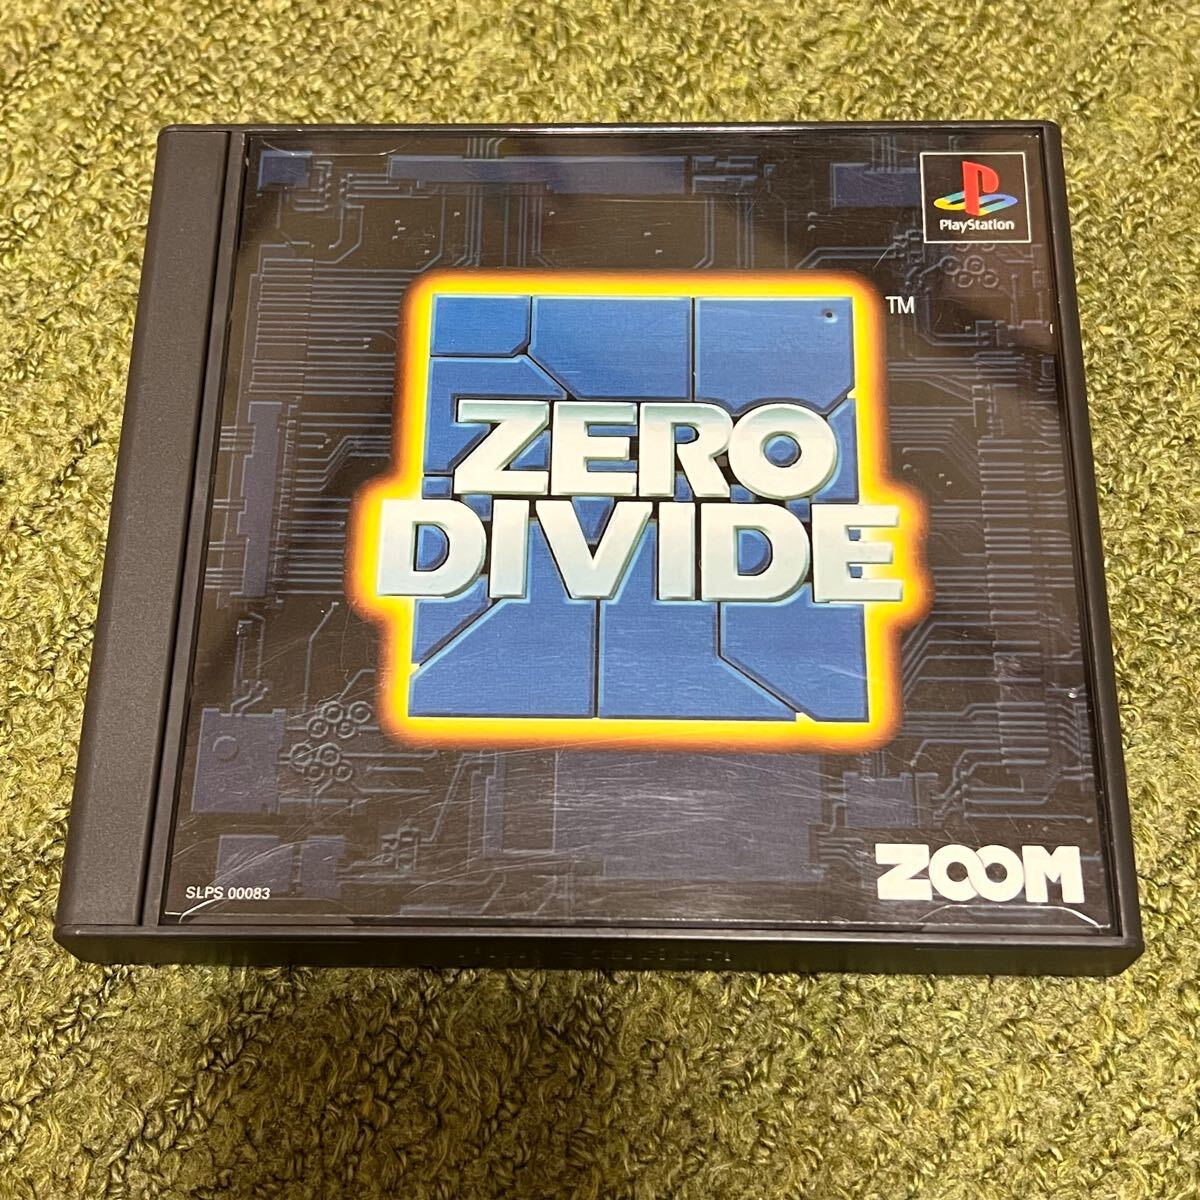 PlayStation
TM
ZERO
DIVIDE
ZOOM
SLPS 00083